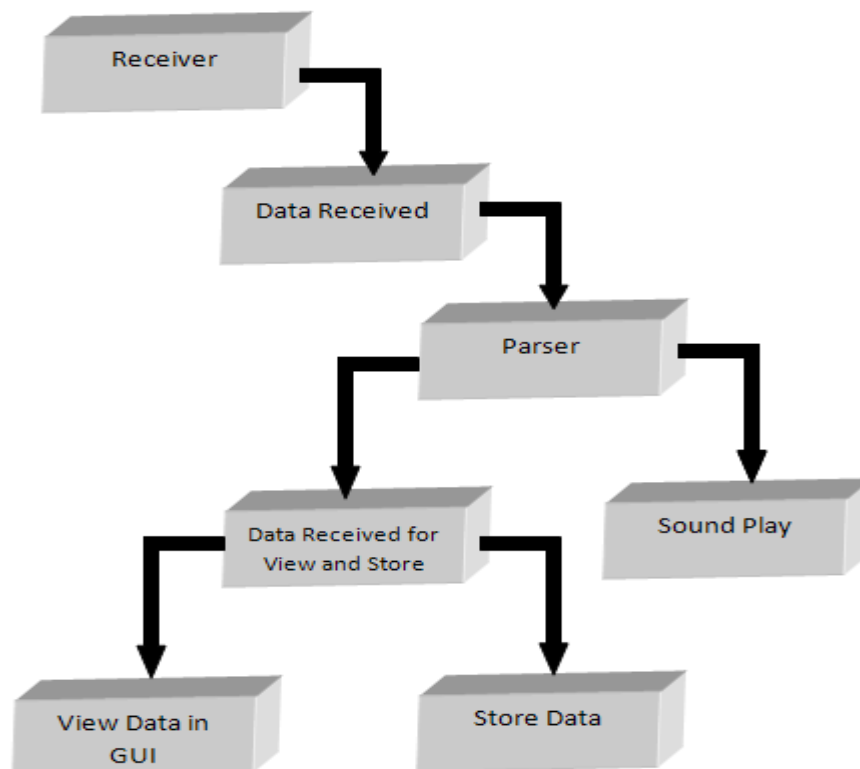 Receiver
Data Received
Parser
Sound Play
Data Received for
View and Store
View Data in
GUI
Store Data